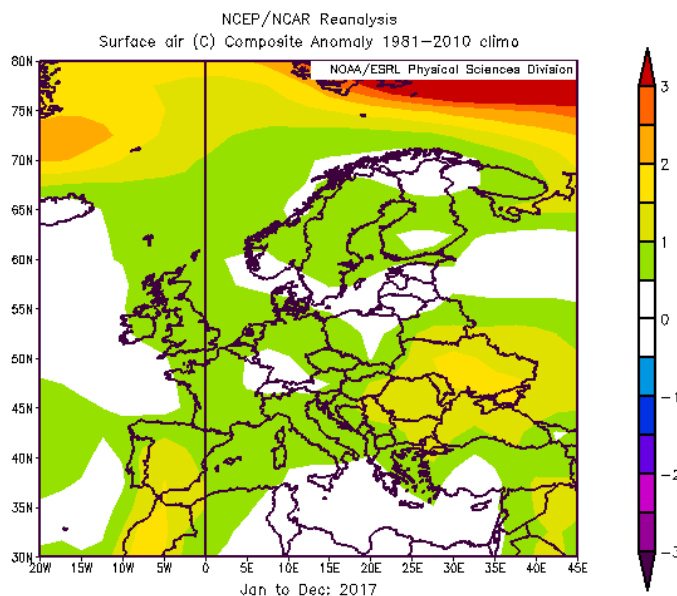 NCEP/NCAR Reanalysis
Surface air (C) Composite Anomaly 1981-2010 climo
NOAA/ESRL Physical Sciences Division
80N
75N
70N
65N
60N
55N
50N
45N
40N
35N
30N
20W 15W 10W 5W 0 5E 10E 15E 20E 25E 30E 35E 40E 45E
Jan to Dec: 2017
3
2
1
0
-1
-2
-3